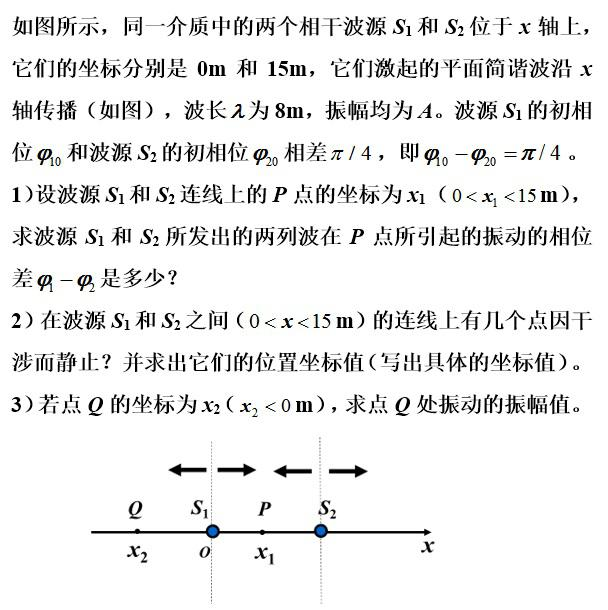 如图所示，同一介质中的两个相干波源 S₁ 和 S₂ 位于 x 轴上，
它们的坐标分别是 0m 和 15m，它们激起的平面简谐波沿 x
轴传播（如图），波长 λ 为 8m，振幅均为 A。波源 S₁ 的初相
位 φ₁₀ 和波源 S₂ 的初相位 φ₂₀ 相差 π / 4，即 φ₁₀ − φ₂₀ = π / 4 。
1)设波源 S₁ 和 S₂ 连线上的 P 点的坐标为 x₁（0 < x₁ < 15 m），
求波源 S₁ 和 S₂ 所发出的两列波在 P 点所引起的振动的相位
差 φ₁ − φ₂ 是多少？
2）在波源 S₁ 和 S₂ 之间（0 < x < 15 m）的连线上有几个点因干
涉而静止？并求出它们的位置坐标值（写出具体的坐标值）。
3）若点 Q 的坐标为 x₂（x₂ < 0 m），求点 Q 处振动的振幅值。
Q S₁ P S₂
x₂ o x₁ x